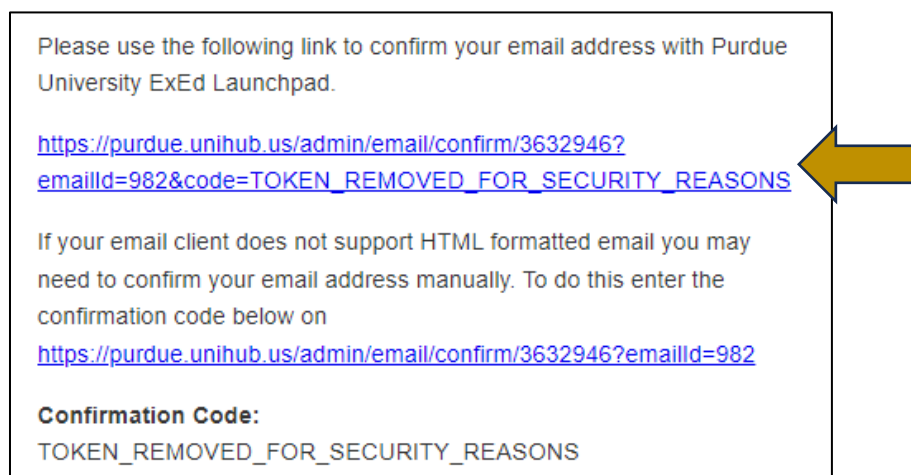 Please use the following link to confirm your email address with Purdue
University ExEd Launchpad.
https://purdue.unihub.us/admin/email/confirm/3632946?
emailId=982&code=TOKEN_REMOVED_FOR_SECURITY_REASONS
If your email client does not support HTML formatted email you may
need to confirm your email address manually. To do this enter the
confirmation code below on
https://purdue.unihub.us/admin/email/confirm/3632946?emailId=982
Confirmation Code:
TOKEN_REMOVED_FOR_SECURITY_REASONS